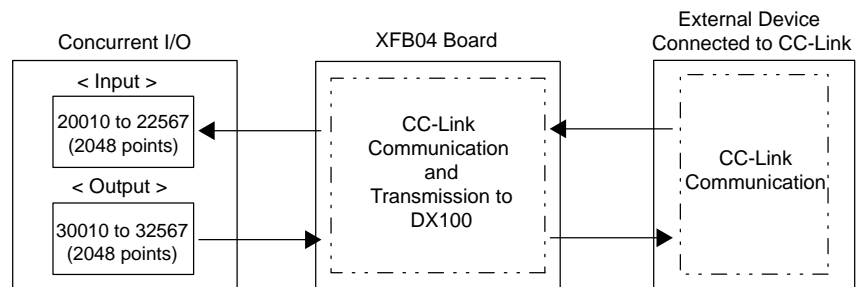 Concurrent I/O
< Input >
20010 to 22567
(2048 points)
< Output >
30010 to 32567
(2048 points)
XFB04 Board
CC-Link
Communication
and
Transmission to
DX100
External Device
Connected to CC-Link
CC-Link
Communication